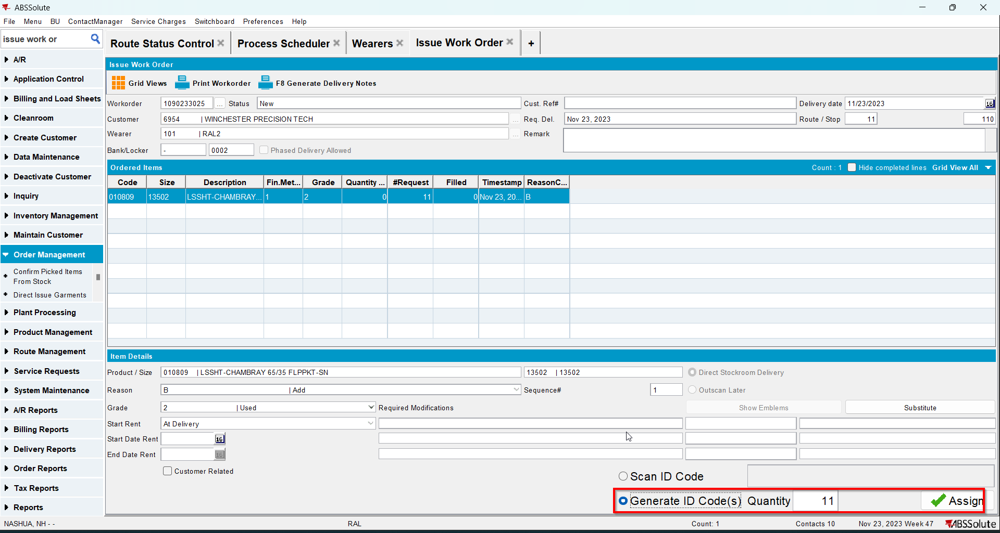 ABSSolute
File Menu BU ContactManager Service Charges Switchboard Preferences Help
issue work or
Route Status Control Process Scheduler Wearers Issue Work Order +
A/R
Application Control
Billing and Load Sheets
Cleanroom
Create Customer
Data Maintenance
Deactivate Customer
Inquiry
Inventory Management
Maintain Customer
Order Management
Confirm Picked Items
From Stock
Direct Issue Garments
Plant Processing
Product Management
Route Management
Service Requests
System Maintenance
A/R Reports
Billing Reports
Delivery Reports
Order Reports
Tax Reports
Reports
Issue Work Order
Grid Views Print Workorder F8 Generate Delivery Notes
Workorder 1090233025 ... Status New Cust. Ref# Delivery date 11/23/2023 16
Customer 6954 | WINCHESTER PRECISION TECH ... Req. Del. Nov 23, 2023 Route / Stop 11 110
Wearer 101 | RAL2 ... Remark
Bank/Locker - 0002 Phased Delivery Allowed
Ordered Items Count : 1 Hide completed lines Grid View All
Code Size Description Fin.Met... Grade Quantity ... #Request Filled Timestamp ReasonC...
010809 13502 LSSHT-CHAMBRAY... 1 2 0 11 0 Nov 23, 20... B
Item Details
Product / Size 010809 | LSSHT-CHAMBRAY 65/35 FLPPKT-SN 13502 | 13502 Direct Stockroom Delivery
Reason B | Add Sequence# 1 Outscan Later
Grade 2 | Used Required Modifications Show Emblems Substitute
Start Rent At Delivery
Start Date Rent 16
End Date Rent 16
Customer Related
Scan ID Code
Generate ID Code(s) Quantity 11 Assign
NASHUA, NH - - RAL Count: 1 Contacts 10 Nov 23, 2023 Week 47 ABSSolute